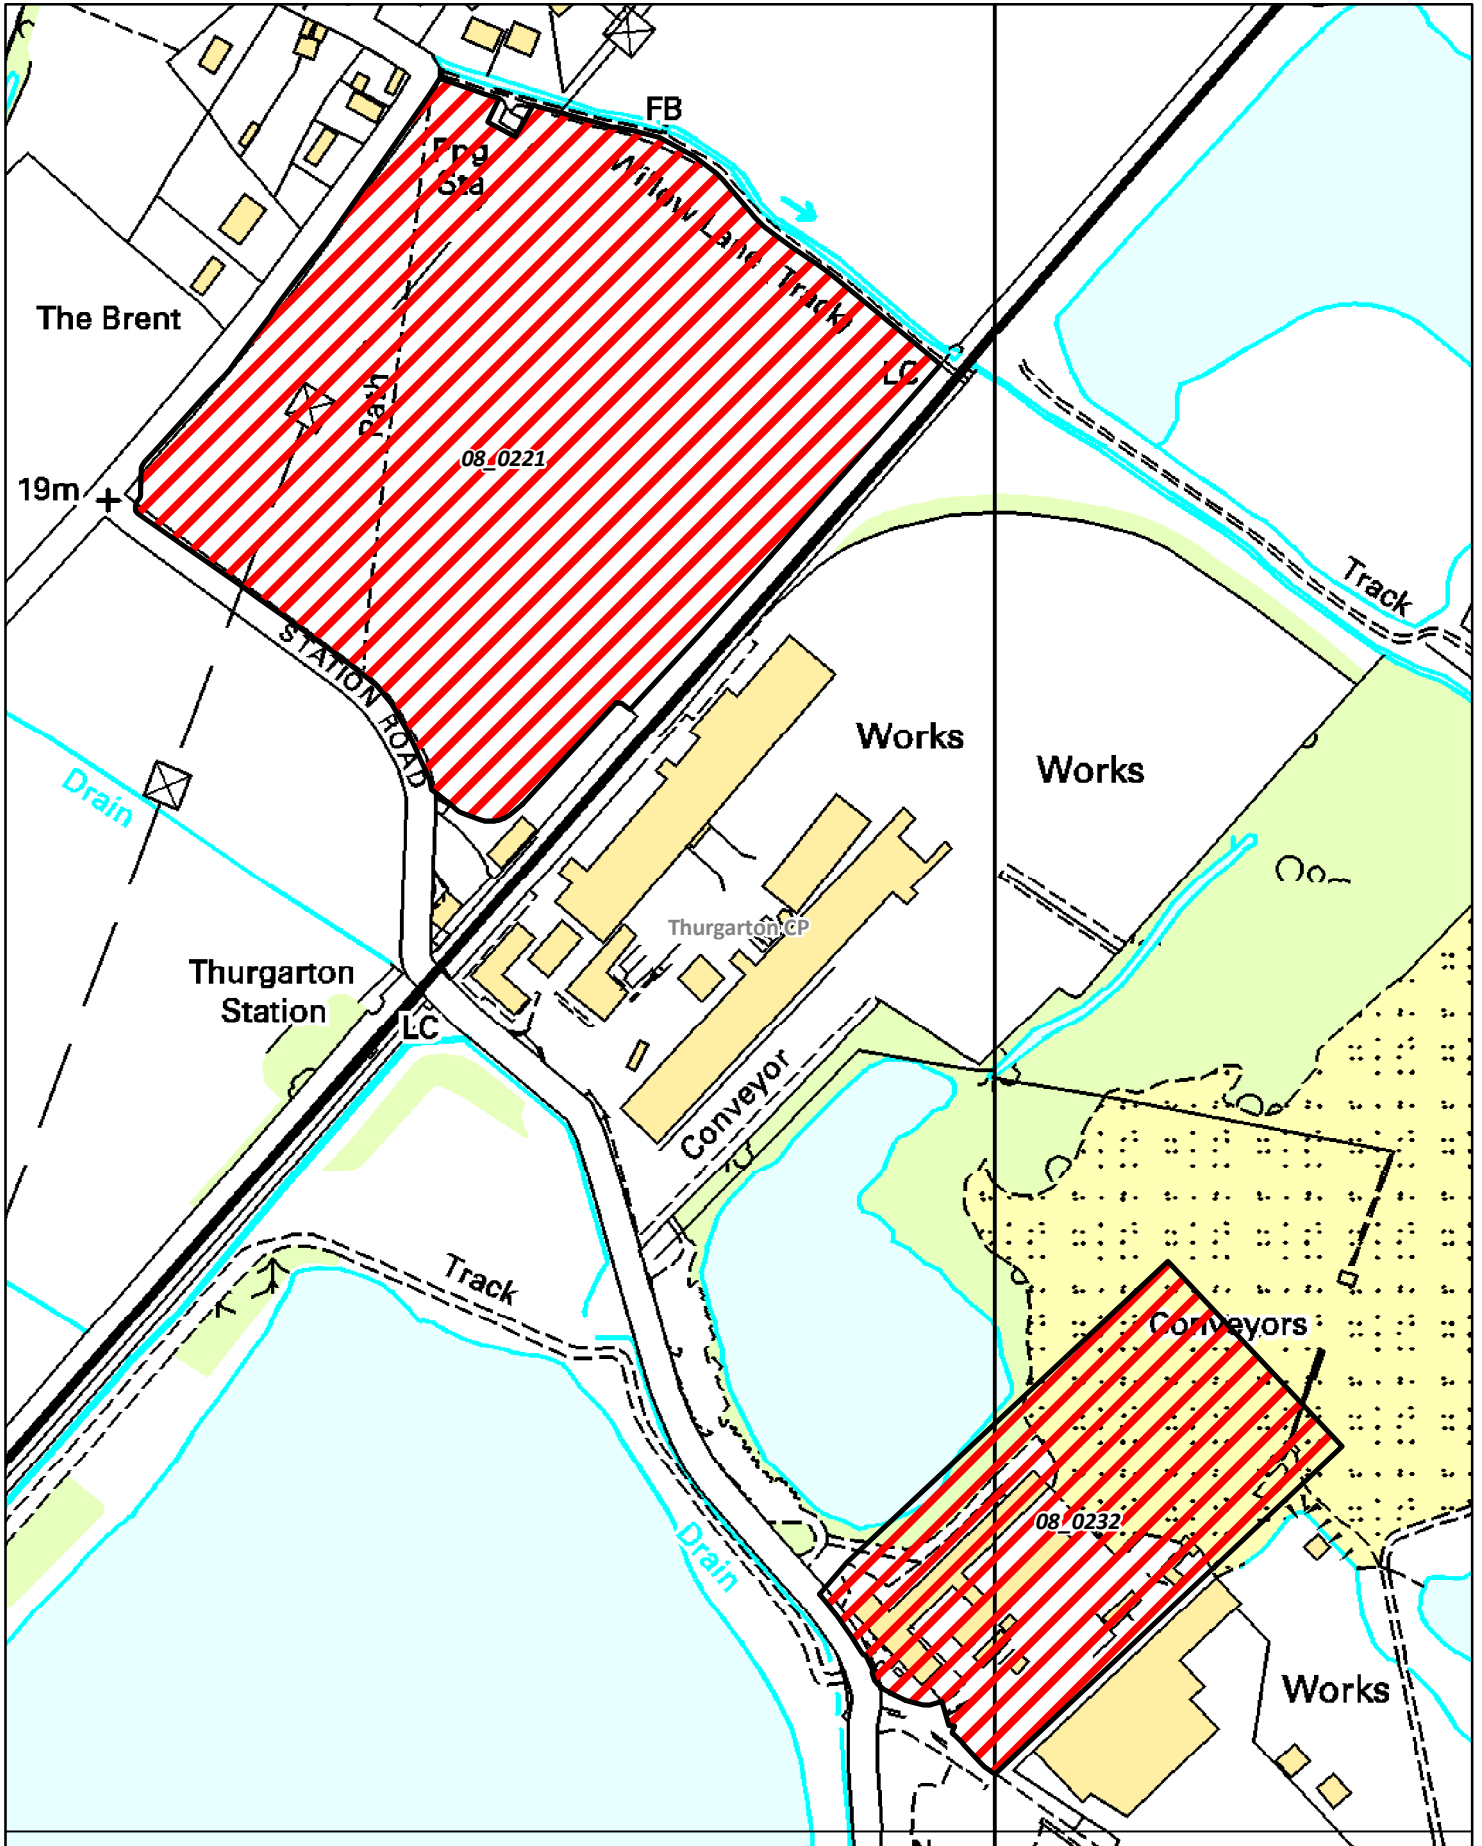 FB
Png
Sta
Willow Lane (Track)
The Brent
LC
Path
08_0221
19m
Track
STATION ROAD
Works
Works
Drain
Thurgarton CP
Thurgarton
Station
LC
Conveyor
Track
Conveyors
08_0232
Drain
Works